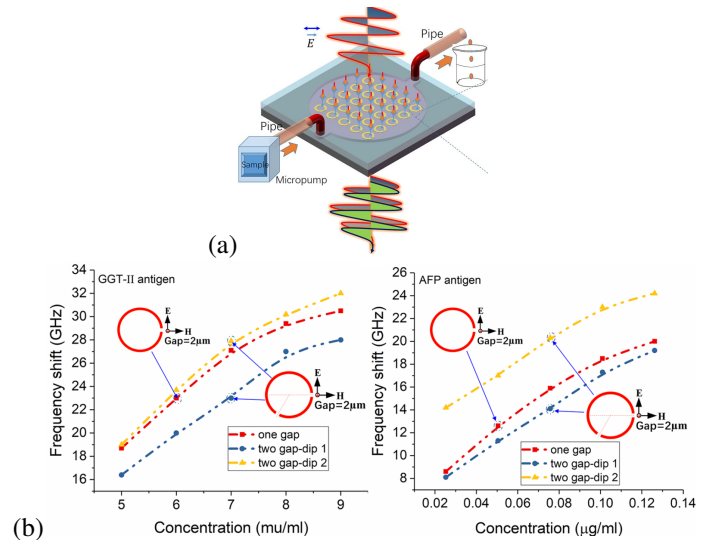 E
Pipe
Pipe
Sample
Micropump
(a)
GGT-II antigen
Frequency shift (GHz)
34
32
30
28
26
24
22
20
18
16
E
H
Gap=2μm
E
H
Gap=2μm
one gap
two gap-dip 1
two gap-dip 2
5 6 7 8 9
Concentration (mu/ml)
AFP antigen
Frequency shift (GHz)
26
24
22
20
18
16
14
12
10
8
E
H
Gap=2μm
E
H
Gap=2μm
one gap
two gap-dip 1
two gap-dip 2
0.02 0.04 0.06 0.08 0.10 0.12 0.14
Concentration (μg/ml)
(b)